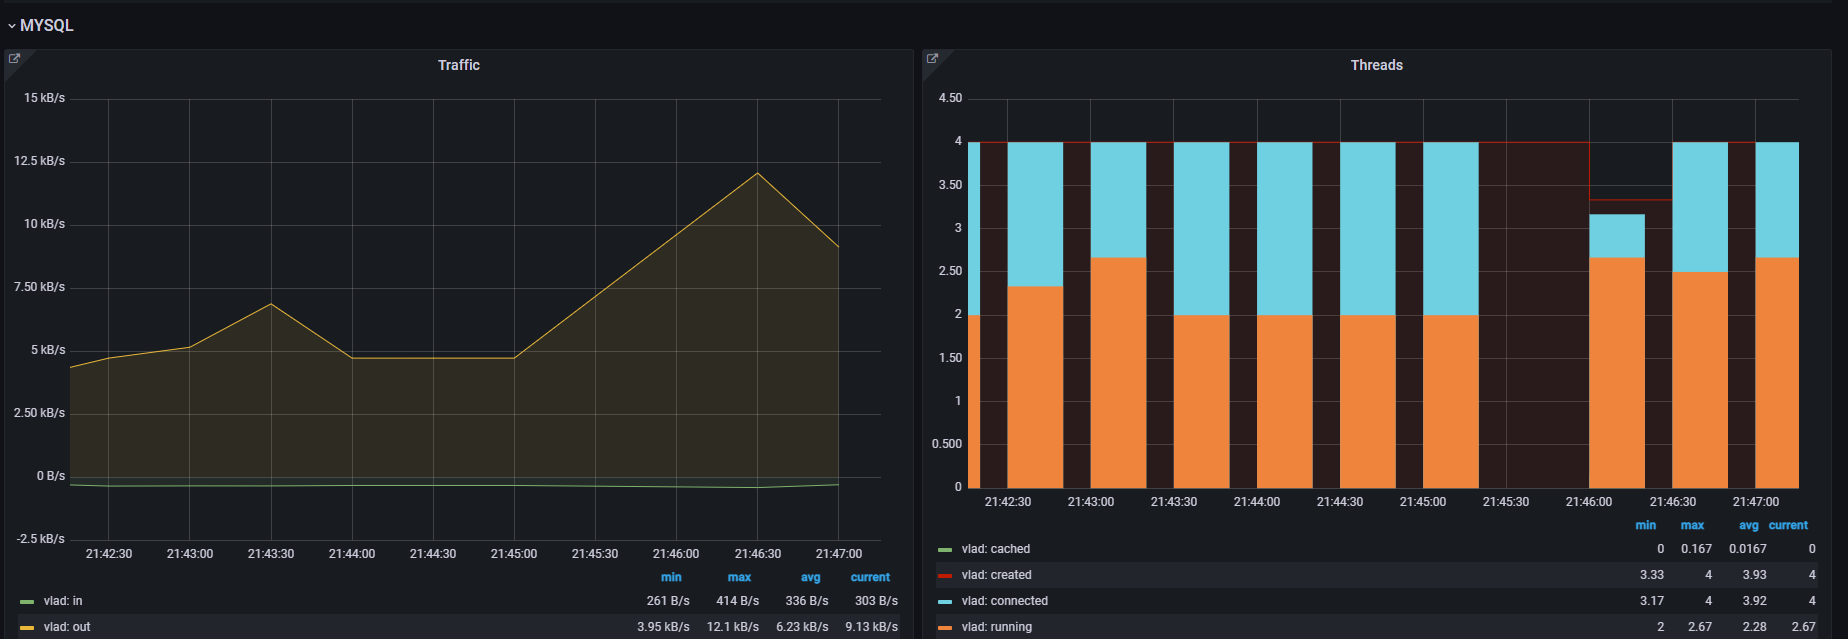 MYSQL
Traffic
15 kB/s
12.5 kB/s
10 kB/s
7.50 kB/s
5 kB/s
2.50 kB/s
0 B/s
-2.5 kB/s
21:42:30 21:43:00 21:43:30 21:44:00 21:44:30 21:45:00 21:45:30 21:46:00 21:46:30 21:47:00
min max avg current
vlad: in 261 B/s 414 B/s 336 B/s 303 B/s
vlad: out 3.95 kB/s 12.1 kB/s 6.23 kB/s 9.13 kB/s
Threads
4.50
4
3.50
3
2.50
2
1.50
1
0.500
0
21:42:30 21:43:00 21:43:30 21:44:00 21:44:30 21:45:00 21:45:30 21:46:00 21:46:30 21:47:00
min max avg current
vlad: cached 0 0.167 0.0167 0
vlad: created 3.33 4 3.93 4
vlad: connected 3.17 4 3.92 4
vlad: running 2 2.67 2.28 2.67